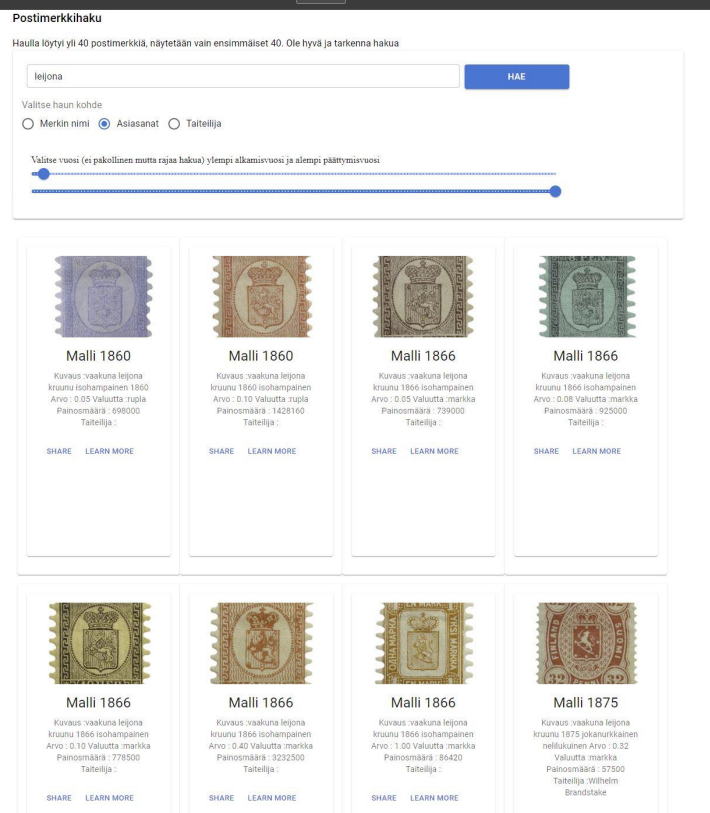 Postimerkkihaku
Haulla löytyi yli 40 postimerkkiä, näytetään vain ensimmäiset 40. Ole hyvä ja tarkenna hakua
leijona
HAE
Valitse haun kohde
Merkin nimi Asiasanat Taiteilija
Valitse vuosi (ei pakollinen mutta rajaa hakua) ylempi alkamisvuosi ja alempi päättymisvuosi
Malli 1860
Kuvaus :vaakuna leijona
kruunu isohampainen 1860
Arvo : 0.05 Valuutta :rupla
Painosmäärä : 698000
Taiteilija :
SHARE LEARN MORE
Malli 1860
Kuvaus :vaakuna leijona
kruunu 1860 isohampainen
Arvo : 0.10 Valuutta :rupla
Painosmäärä : 1428160
Taiteilija :
SHARE LEARN MORE
Malli 1866
Kuvaus :vaakuna leijona
kruunu 1866 isohampainen
Arvo : 0.05 Valuutta :markka
Painosmäärä : 739000
Taiteilija :
SHARE LEARN MORE
Malli 1866
Kuvaus :vaakuna leijona
kruunu 1866 isohampainen
Arvo : 0.08 Valuutta :markka
Painosmäärä : 925000
Taiteilija :
SHARE LEARN MORE
Malli 1866
Kuvaus :vaakuna leijona
kruunu 1866 isohampainen
Arvo : 0.10 Valuutta :markka
Painosmäärä : 778500
Taiteilija :
SHARE LEARN MORE
Malli 1866
Kuvaus :vaakuna leijona
kruunu 1866 isohampainen
Arvo : 0.40 Valuutta :markka
Painosmäärä : 3232500
Taiteilija :
SHARE LEARN MORE
YKSI MARKKA
Malli 1866
Kuvaus :vaakuna leijona
kruunu 1866 isohampainen
Arvo : 1.00 Valuutta :markka
Painosmäärä : 86420
Taiteilija :
SHARE LEARN MORE
FINLAND
SUOMI
32 32
Malli 1875
Kuvaus :vaakuna leijona
kruunu 1875 jokanurkkainen
nelilukuinen Arvo : 0.32
Valuutta :markka
Painosmäärä : 57500
Taiteilija :Wilhelm
Brandstake